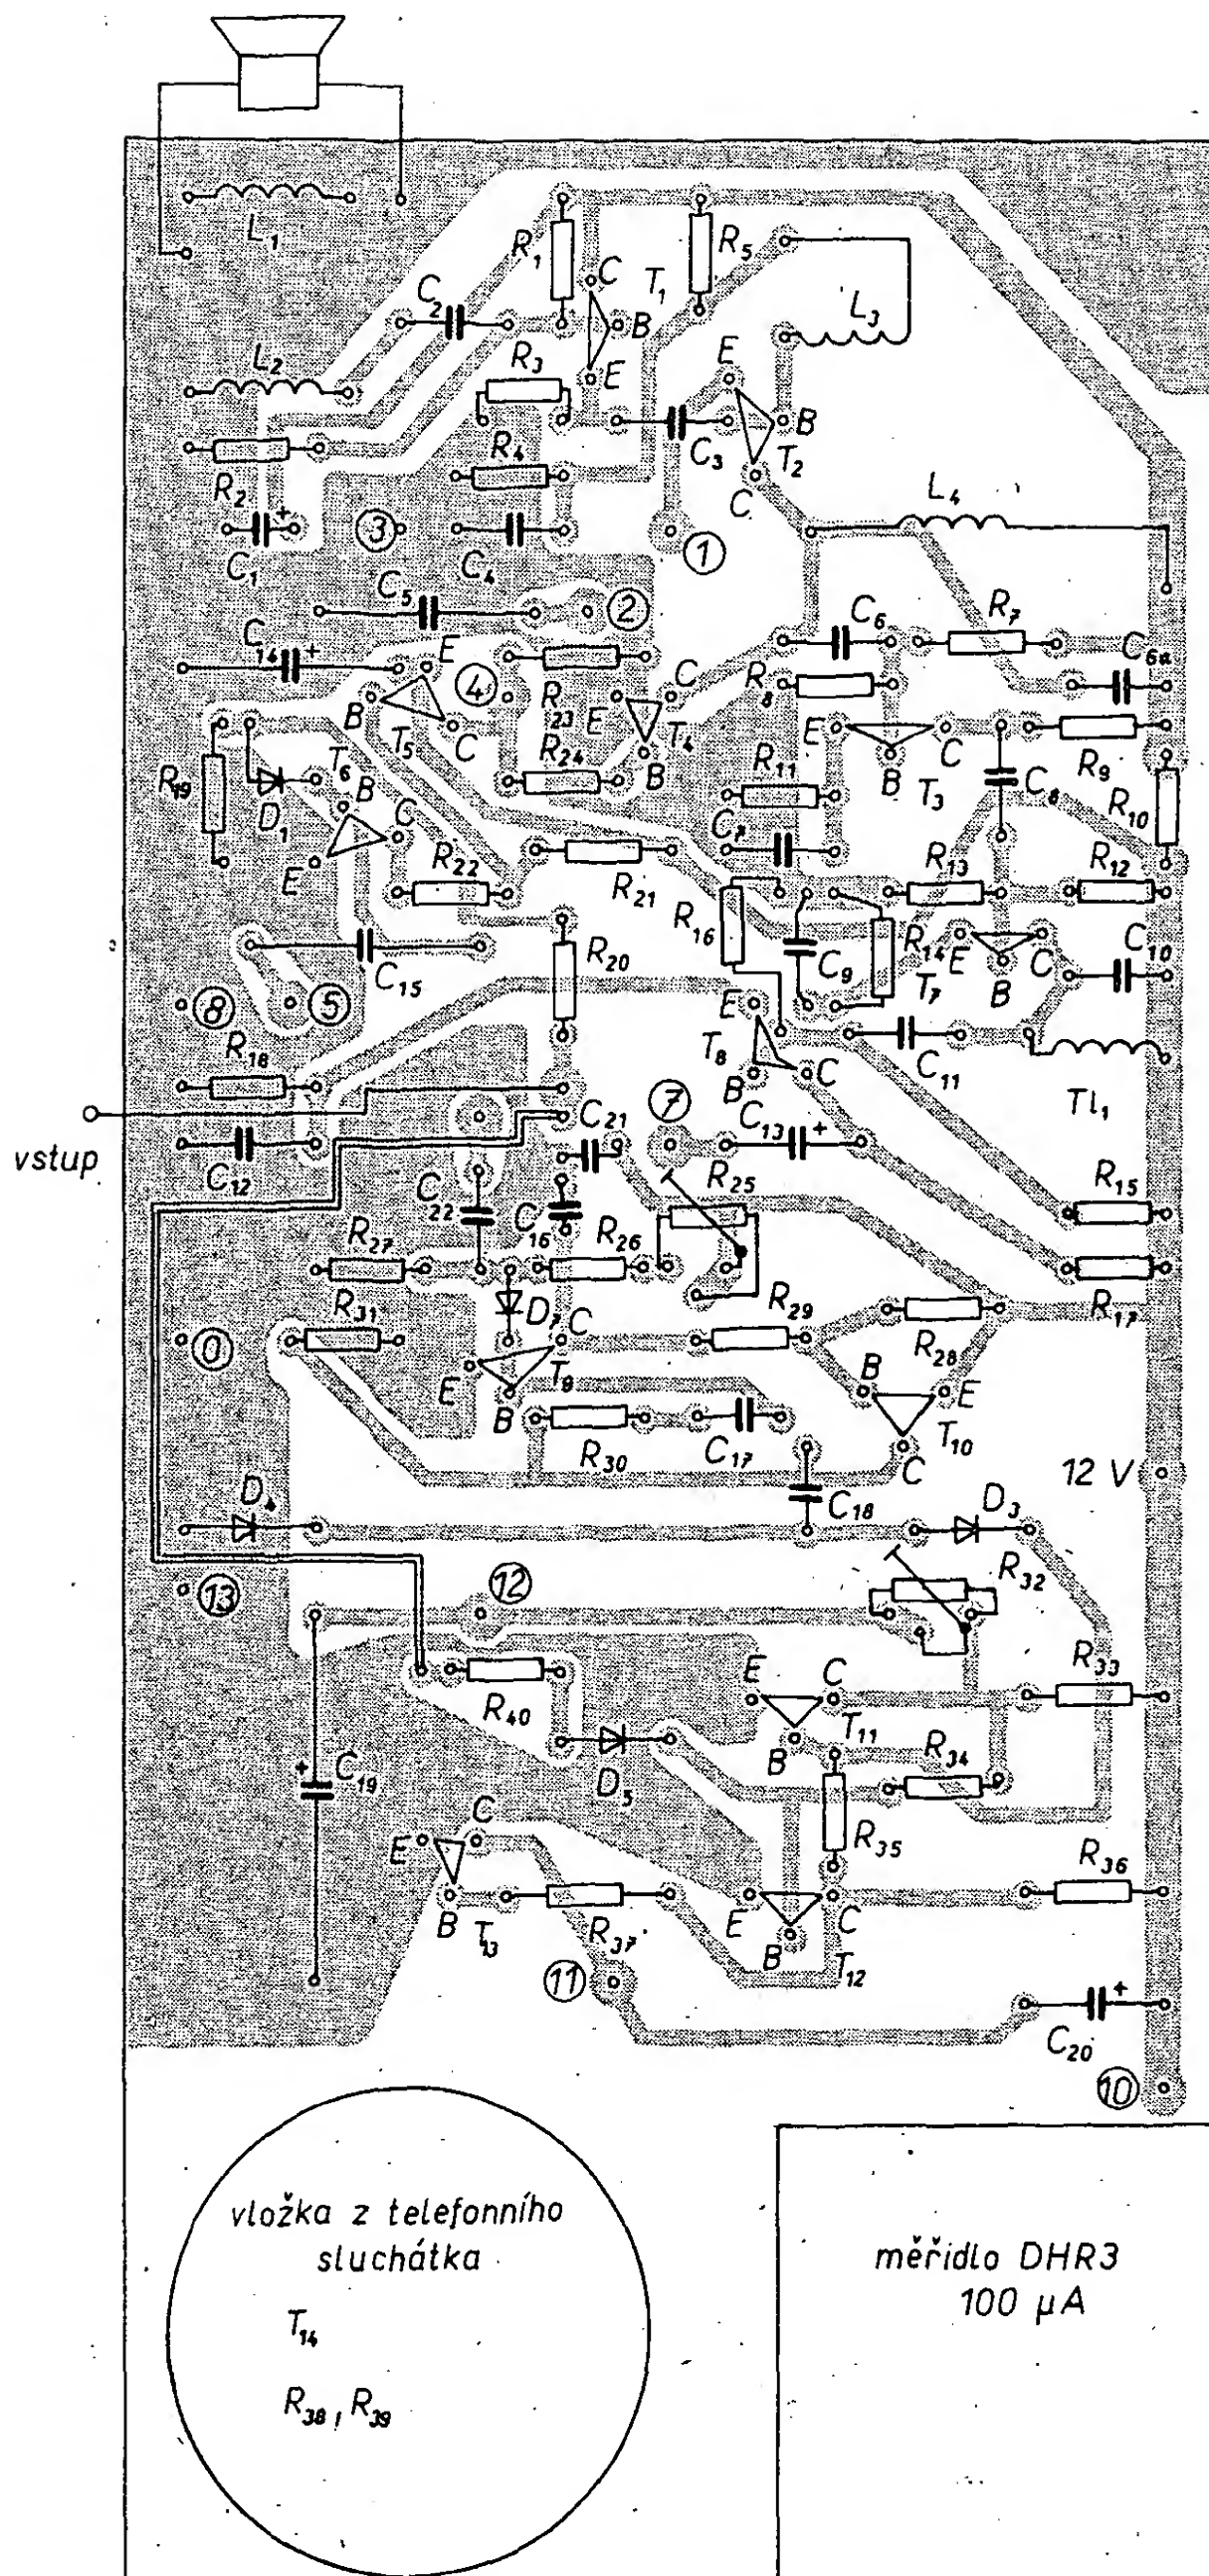 L₁
R₁
C
T₁
R₅
C₂
B
L₃
L₂
R₃
E
E
R₂
R₄
C₃
B
T₂
C
L₄
+
C₁
③
C₄
①
C₅
②
C₆
R₇
C₁₄
+
E
④
C
R₈
C₆ₐ
B
R₂₃
E
T₄
E
C
R₁₉
D₁
T₆
T₅
C
R₂₄
B
R₁₁
B
T₃
C₈
R₉
R₁₀
B
C
E
R₂₂
R₂₁
C₇
R₁₃
R₁₂
R₁₆
C₁₅
R₂₀
C₉
R₁₄
E
B
C
C₁₀
⑧
⑤
E
T₇
R₁₈
T₈
B
C
C₁₁
Tl₁
vstup
C₁₂
C₂₁
⑦
C₁₃
+
C₂₂
C₁₆
R₂₅
R₁₅
R₂₇
R₂₆
R₃₁
D₇
C
R₂₉
R₂₈
R₁₇
⓪
E
T₉
B
B
E
R₃₀
C₁₇
T₁₀
C
12 V
D₄
C₁₈
D₃
⑬
⑫
R₃₂
R₄₀
E
C
R₃₃
T₁₁
B
R₃₄
+
C₁₉
D₅
E
C
R₃₅
R₃₆
B
T₁₃
R₃₇
E
B
C
T₁₂
⑪
+
C₂₀
⑩
vložka z telefonního
sluchátka
T₁₄
R₃₈, R₃₉
měřidlo DHR3
100 µA